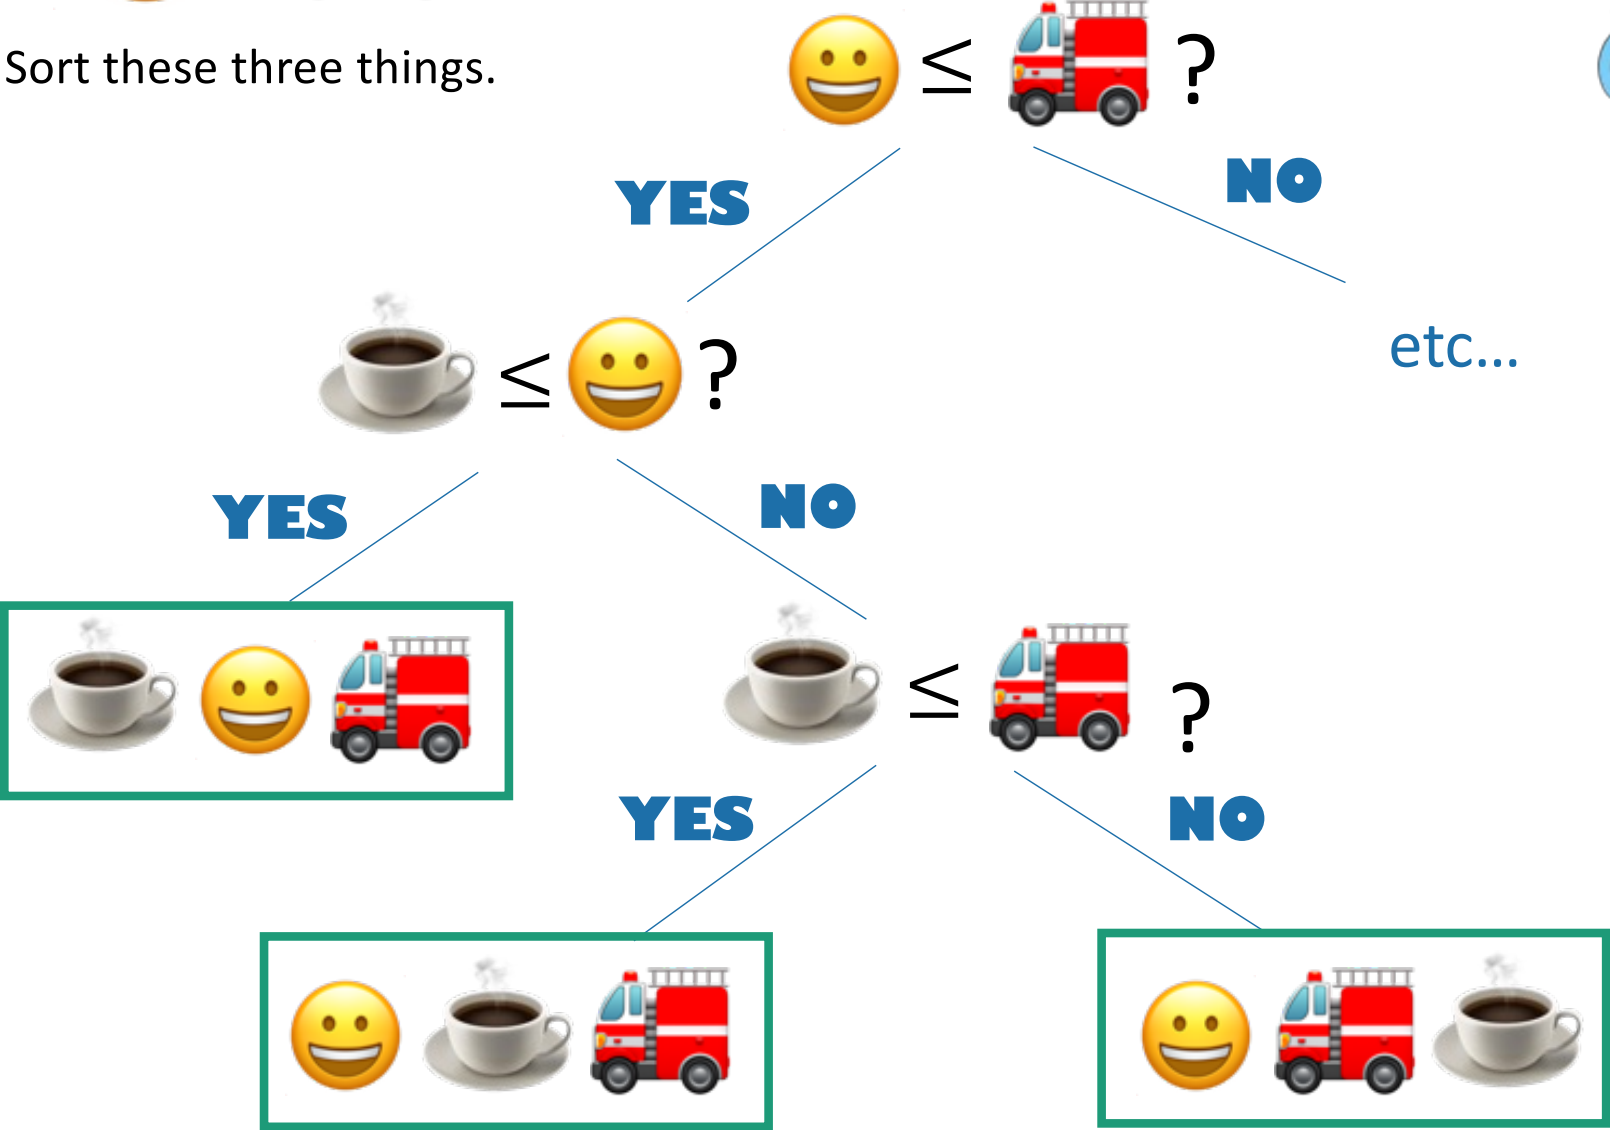 Sort these three things.
≤ ?
YES
NO
etc...
≤ ?
YES
NO
≤ ?
YES
NO